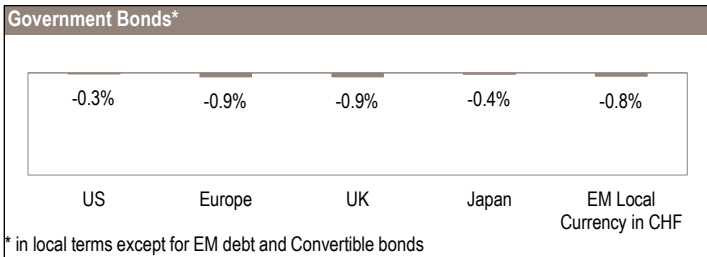 Government Bonds*
-0.3% -0.9% -0.9% -0.4% -0.8%
US Europe UK Japan EM Local
Currency in CHF
* in local terms except for EM debt and Convertible bonds